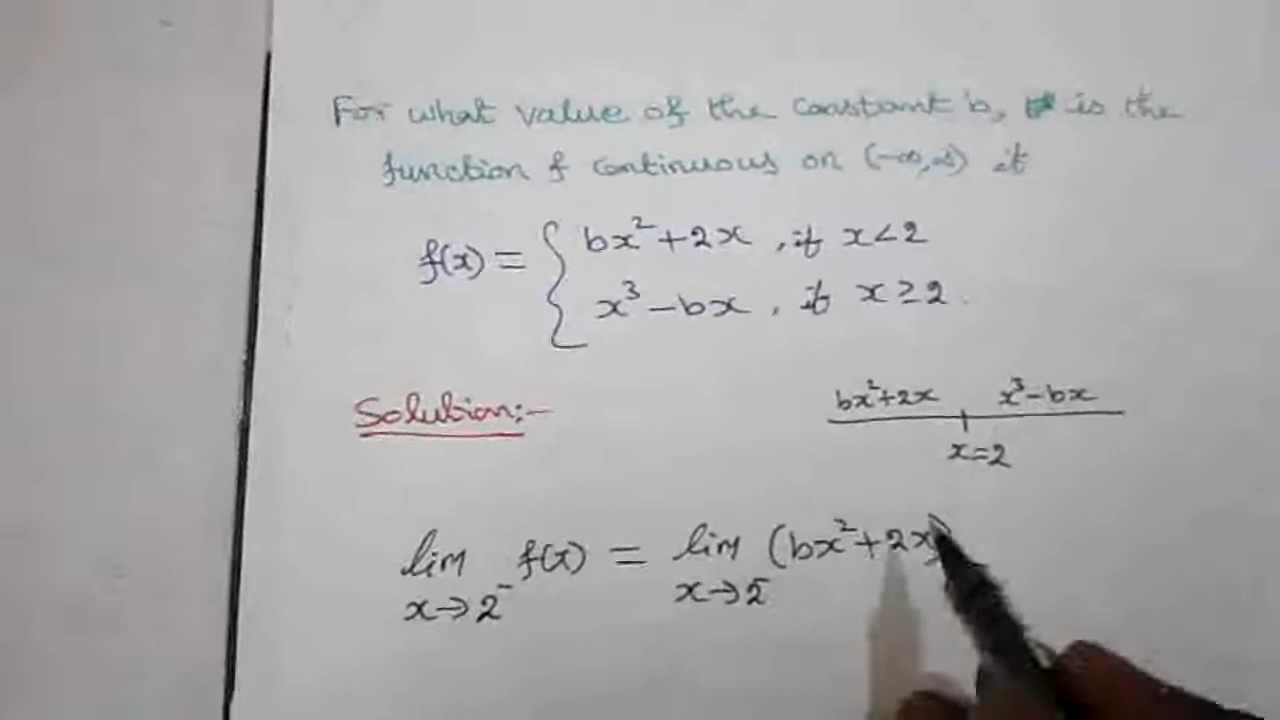 For what value of the constant b, is the
function f continuous on (-∞,∞) if
f(x) = { bx²+2x , if x<2
x³-bx , if x≥2.
Solution:-
bx²+2x x³-bx
x=2
lim f(x) = lim (bx²+2x)
x→2⁻ x→2⁻